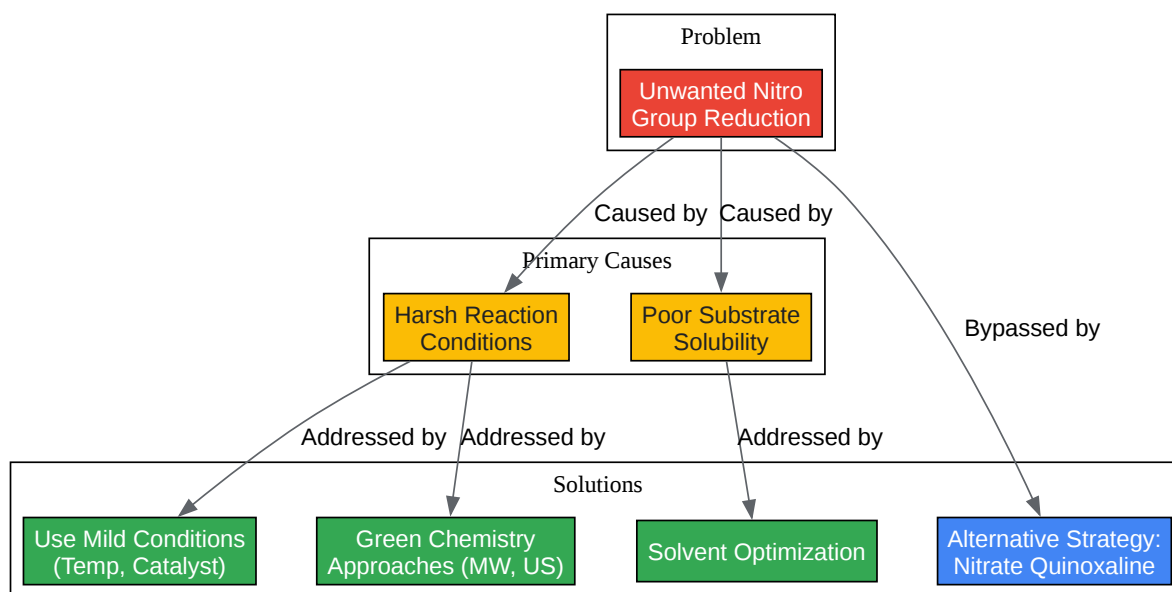 Problem
Unwanted Nitro
Group Reduction
Caused by
Caused by
Primary Causes
Harsh Reaction
Conditions
Poor Substrate
Solubility
Bypassed by
Addressed by
Addressed by
Addressed by
Solutions
Use Mild Conditions
(Temp, Catalyst)
Green Chemistry
Approaches (MW, US)
Solvent Optimization
Alternative Strategy:
Nitrate Quinoxaline